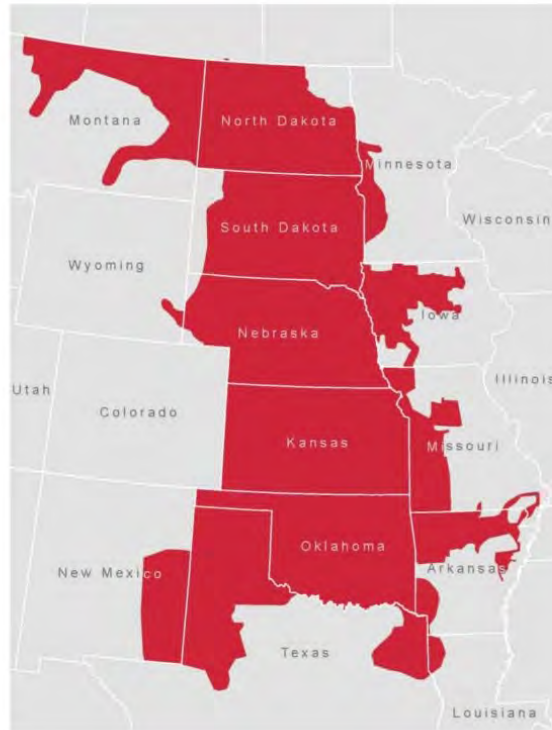 Montana
North Dakota
Minnesota
South Dakota
Wisconsin
Wyoming
Iowa
Nebraska
Utah
Illinois
Colorado
Kansas
Missouri
Oklahoma
New Mexico
Arkansas
Texas
Louisiana